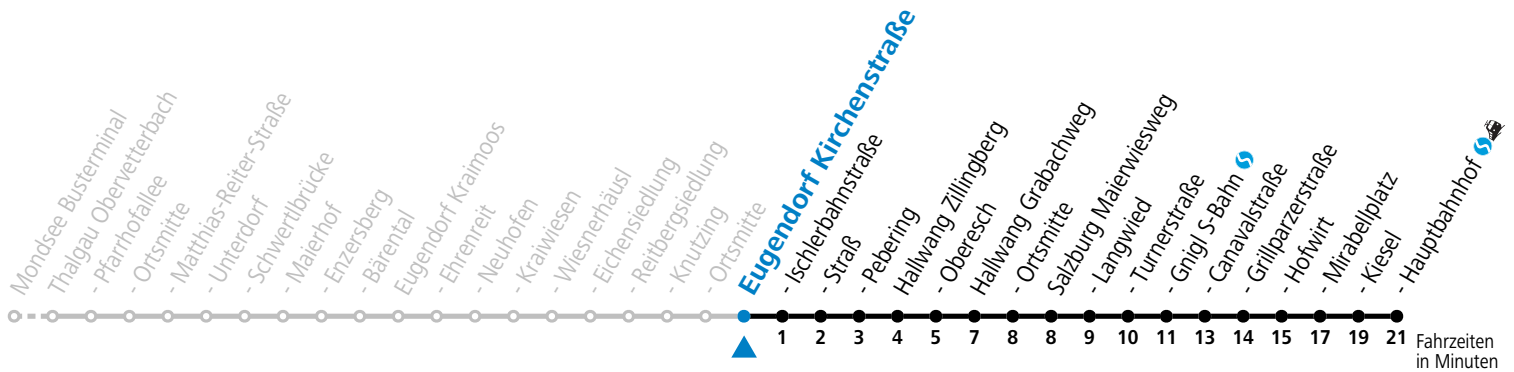 Mondsee Busterminal
Thalgau Obervetterbach
- Pfarrhofallee
- Ortsmitte
- Matthias-Reiter-Straße
- Unterdorf
- Schwertlbrücke
- Maierhof
- Enzersberg
- Bärental
Eugendorf Kraimoos
- Ehrenreit
- Neuhofen
- Kraiwiesen
- Wiesnerhäusl
- Eichensiedlung
- Reitbergsiedlung
- Knutzing
- Ortsmitte
Eugendorf Kirchenstraße
- Ischlerbahnstraße
- Straß
- Pebering
Hallwang Zillingberg
- Oberesch
Hallwang Grabachweg
- Ortsmitte
Salzburg Maierwiesweg
- Langwied
- Turnerstraße
- Gnigl S-Bahn
- Canavalstraße
- Grillparzerstraße
- Hofwirt
- Mirabellplatz
- Kiesel
- Hauptbahnhof
1 2 3 4 5 7 8 8 9 10 11 13 14 15 17 19 21
Fahrzeiten
in Minuten